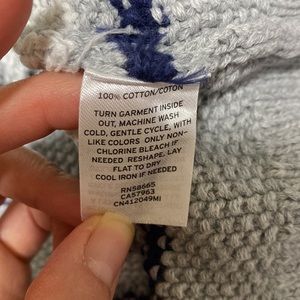 100% COTTON/COTON
TURN GARMENT INSIDE
OUT, MACHINE WASH
COLD, GENTLE CYCLE, WITH
LIKE COLORS ONLY NON-
CHLORINE BLEACH IF
NEEDED RESHAPE, LAY
FLAT TO DRY
COOL IRON IF NEEDED
RN58665
CA57963
CN412049MI